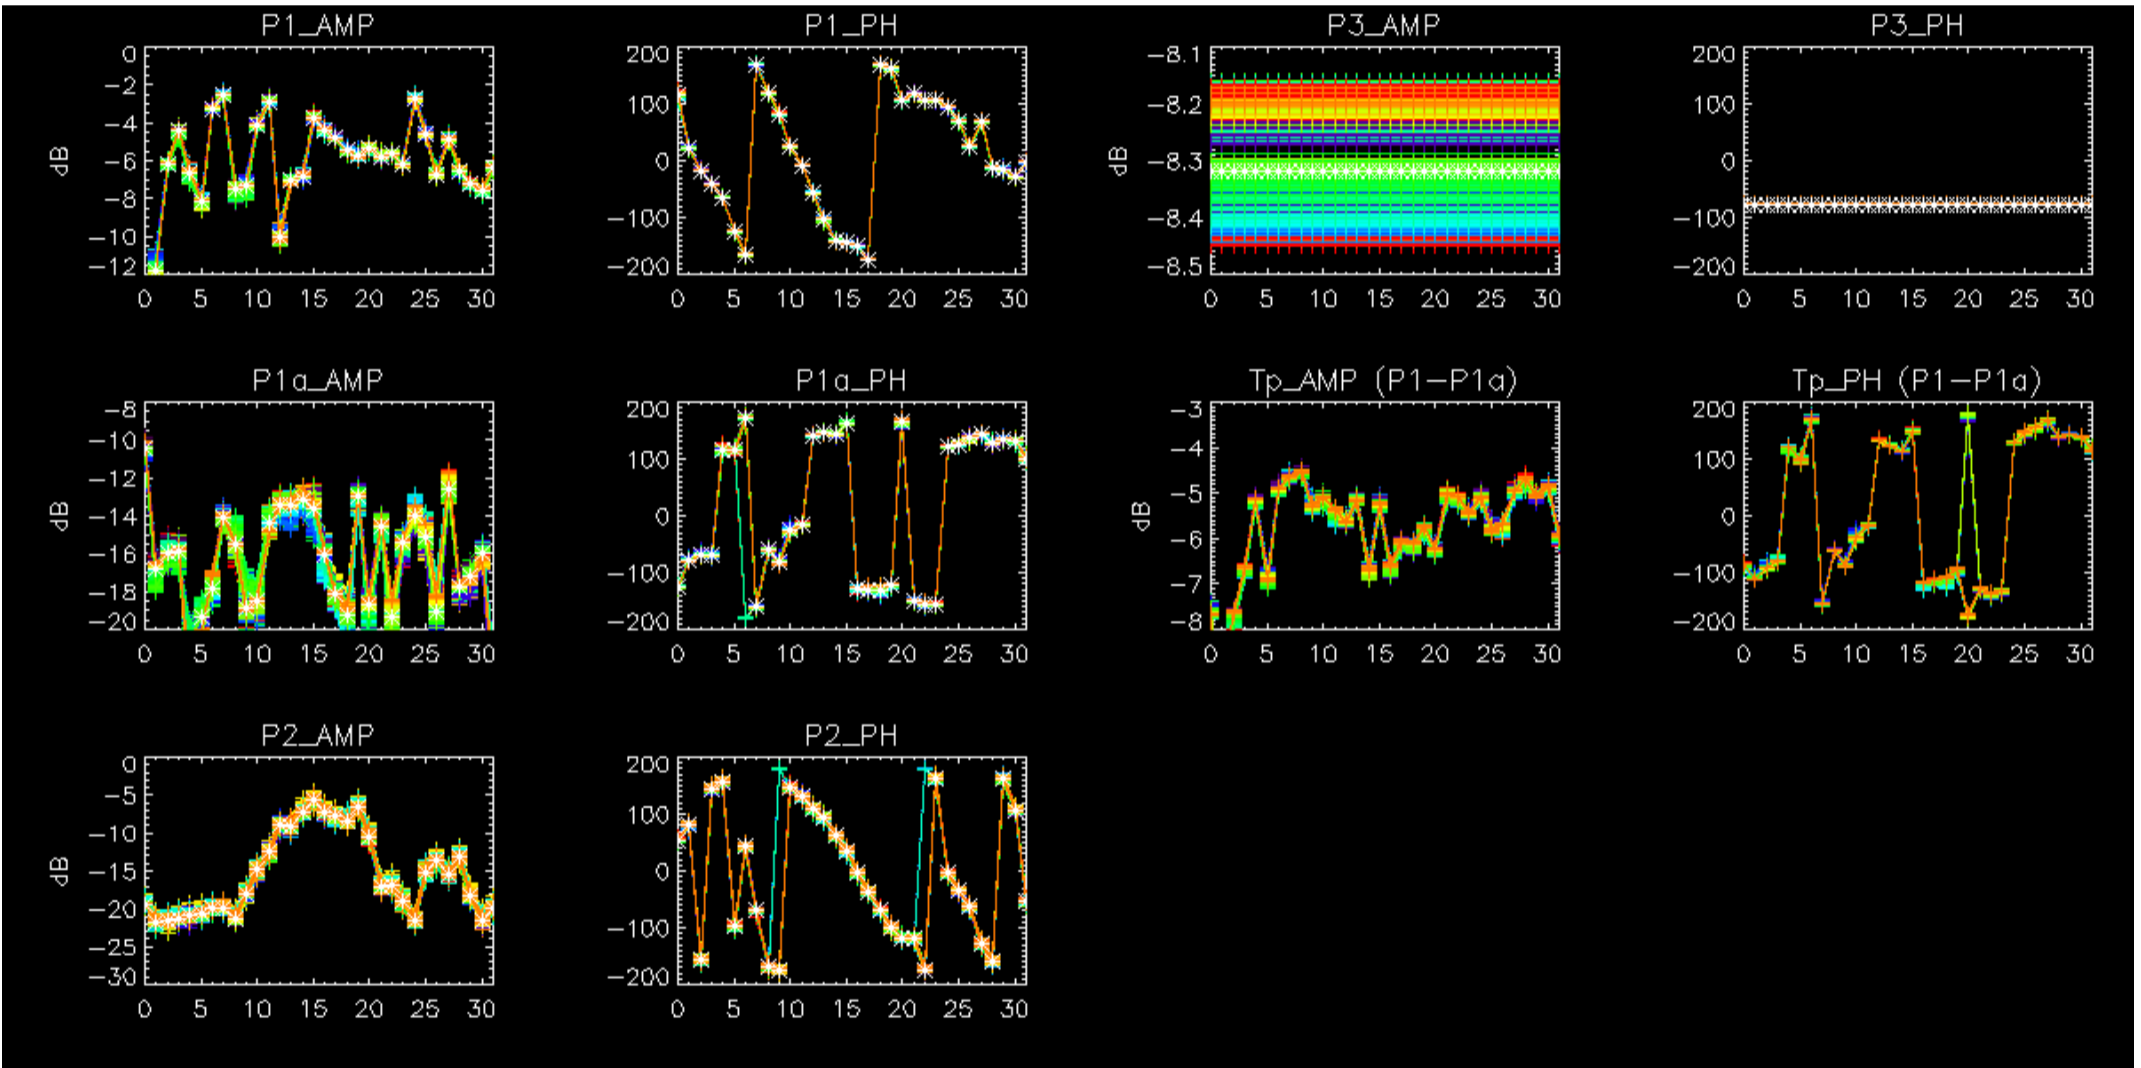 P1_AMP
0
-2
-4
-6
-8
-10
-12
dB
0 5 10 15 20 25 30
P1_PH
200
100
0
-100
-200
0 5 10 15 20 25 30
P3_AMP
-8.1
-8.2
-8.3
-8.4
-8.5
dB
0 5 10 15 20 25 30
P3_PH
200
100
0
-100
-200
0 5 10 15 20 25 30
P1a_AMP
-8
-10
-12
-14
-16
-18
-20
dB
0 5 10 15 20 25 30
P1a_PH
200
100
0
-100
-200
0 5 10 15 20 25 30
Tp_AMP (P1-P1a)
-3
-4
-5
-6
-7
-8
dB
0 5 10 15 20 25 30
Tp_PH (P1-P1a)
200
100
0
-100
-200
0 5 10 15 20 25 30
P2_AMP
0
-5
-10
-15
-20
-25
-30
dB
0 5 10 15 20 25 30
P2_PH
200
100
0
-100
-200
0 5 10 15 20 25 30